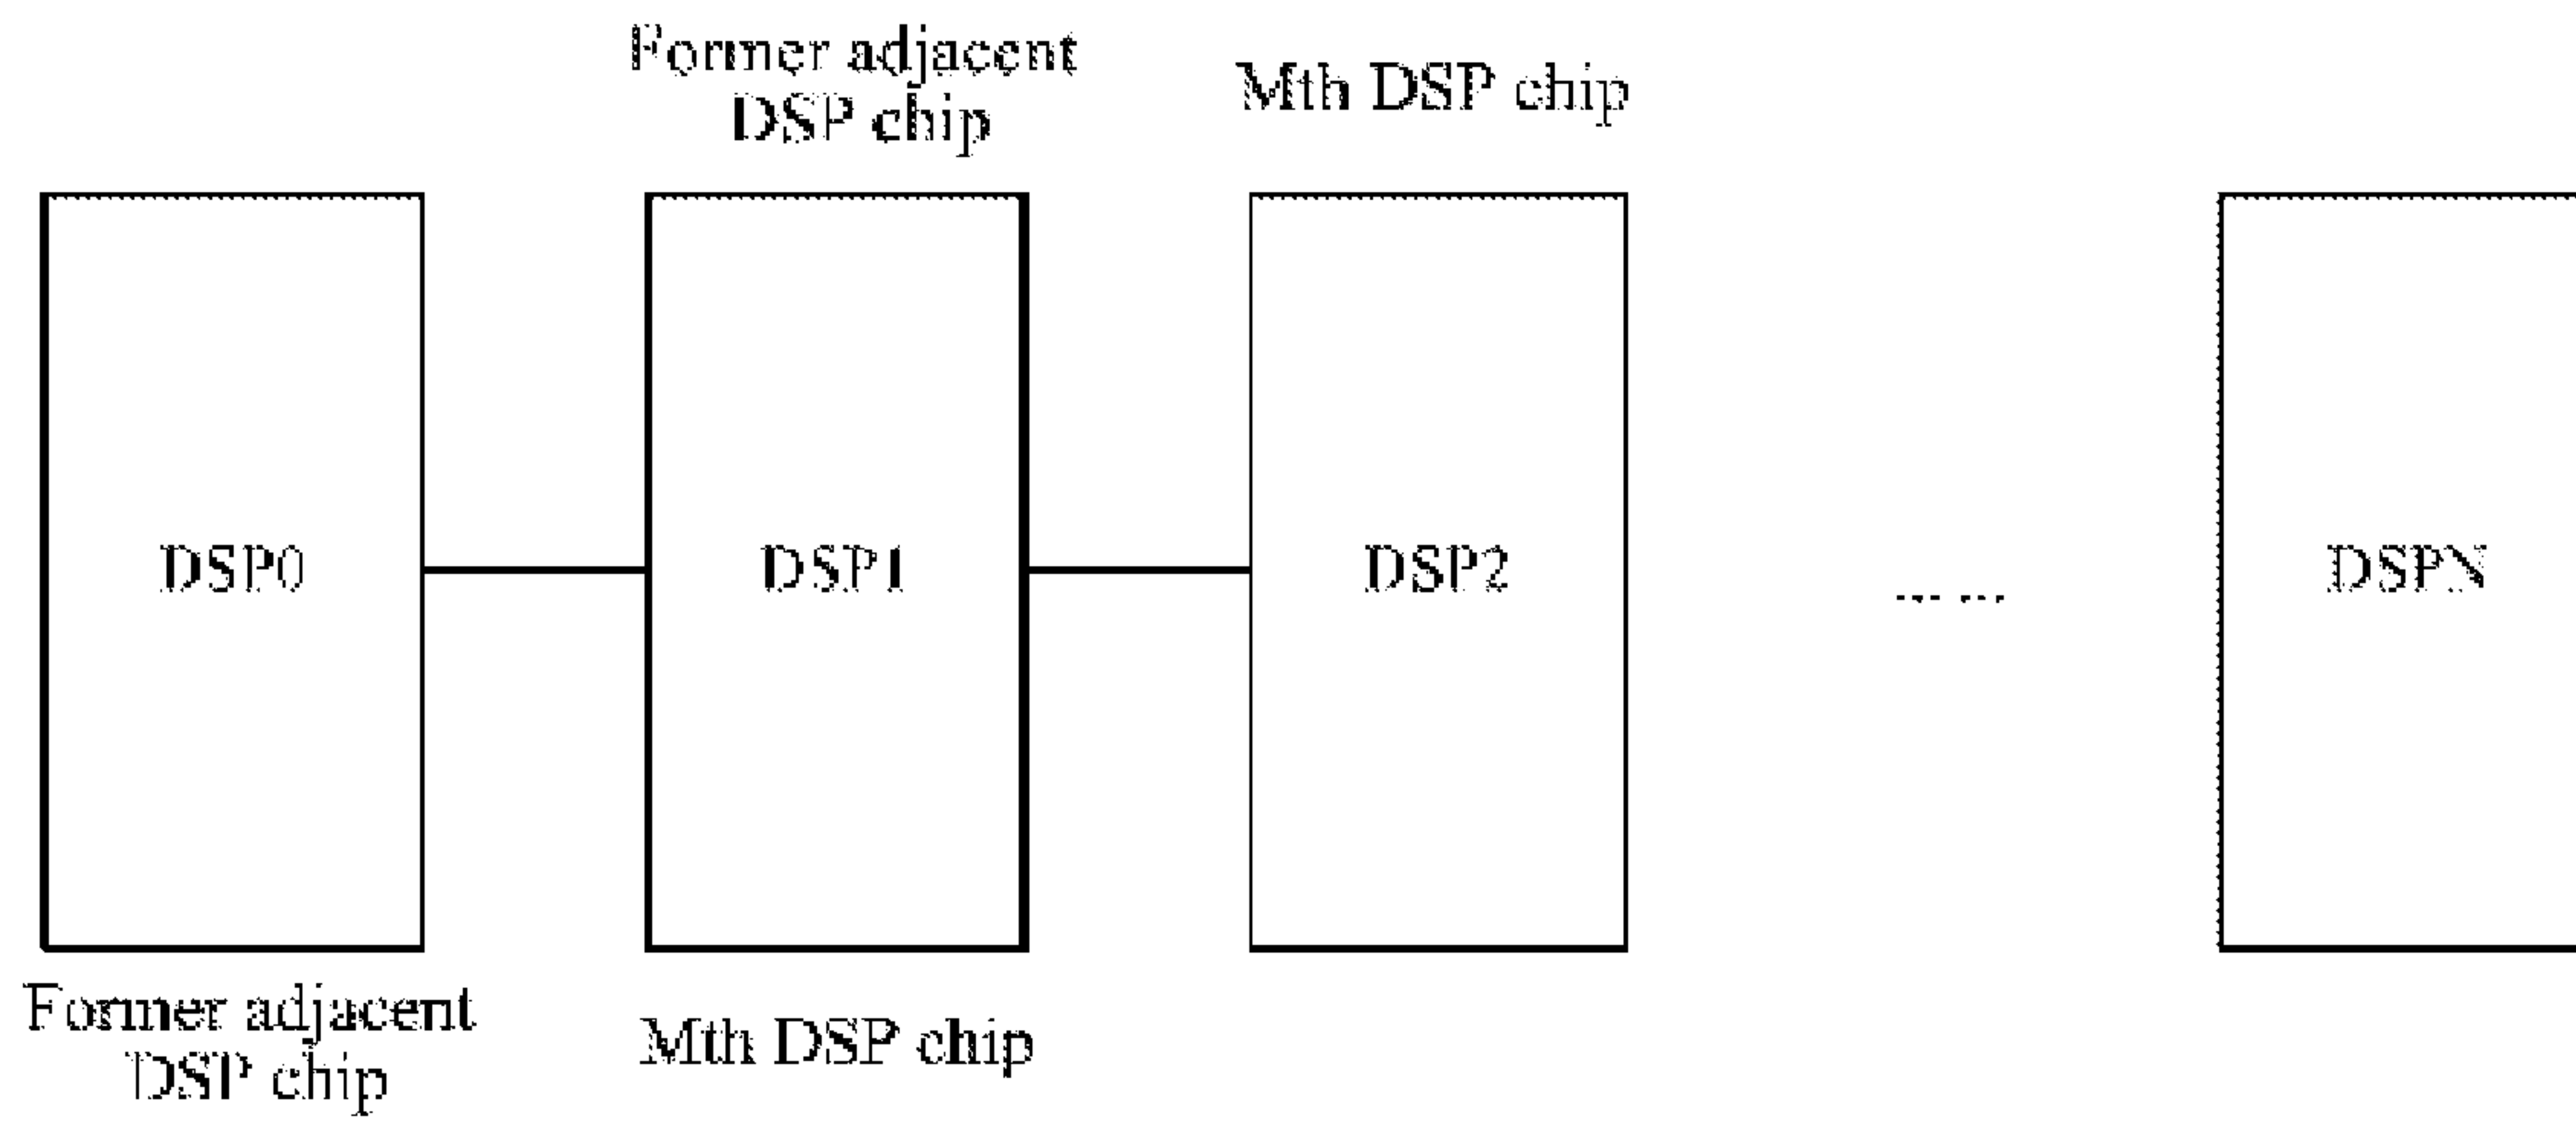 Former adjacent
DSP chip
Mth DSP chip
DSP0
DSP1
DSP2
... ...
DSPN
Former adjacent
DSP chip
Mth DSP chip